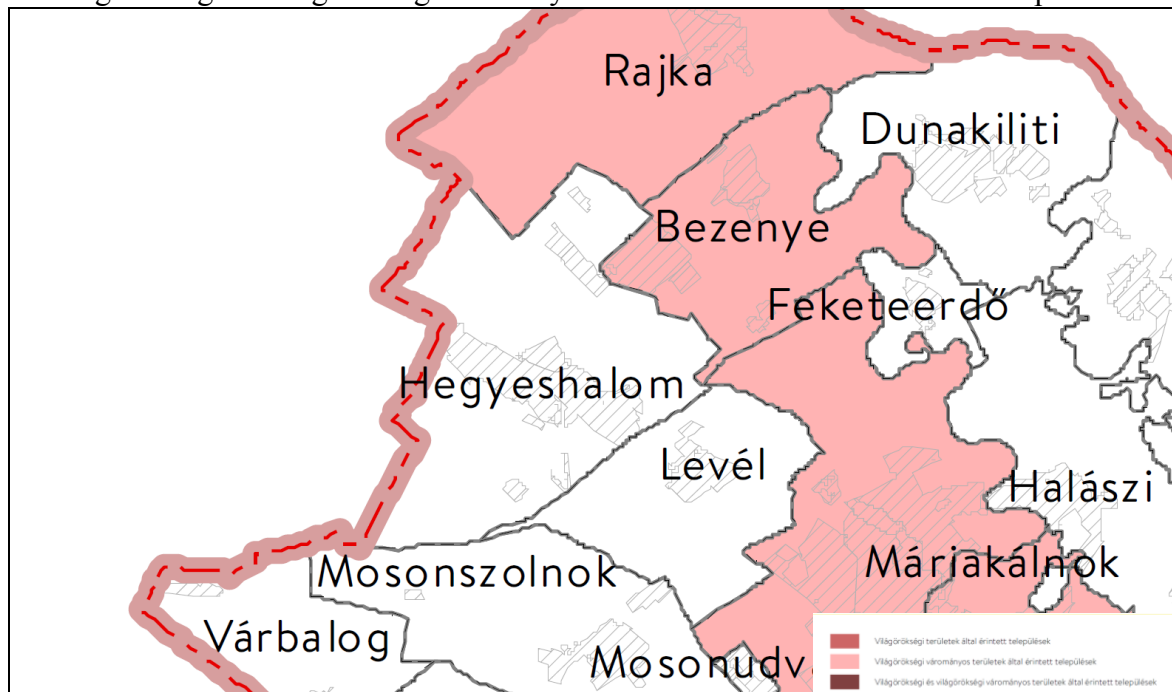 Rajka
Dunakiliti
Bezenye
Feketeerdő
Hegyeshalom
Levél
Halászi
Máriakálnok
Mosonszolnok
Várbalog
Mosonudv
Világörökségi területek által érintett települések
Világörökségi várományos területek által érintett települések
Világörökségi és világörökségi várományos területek által érintett települések